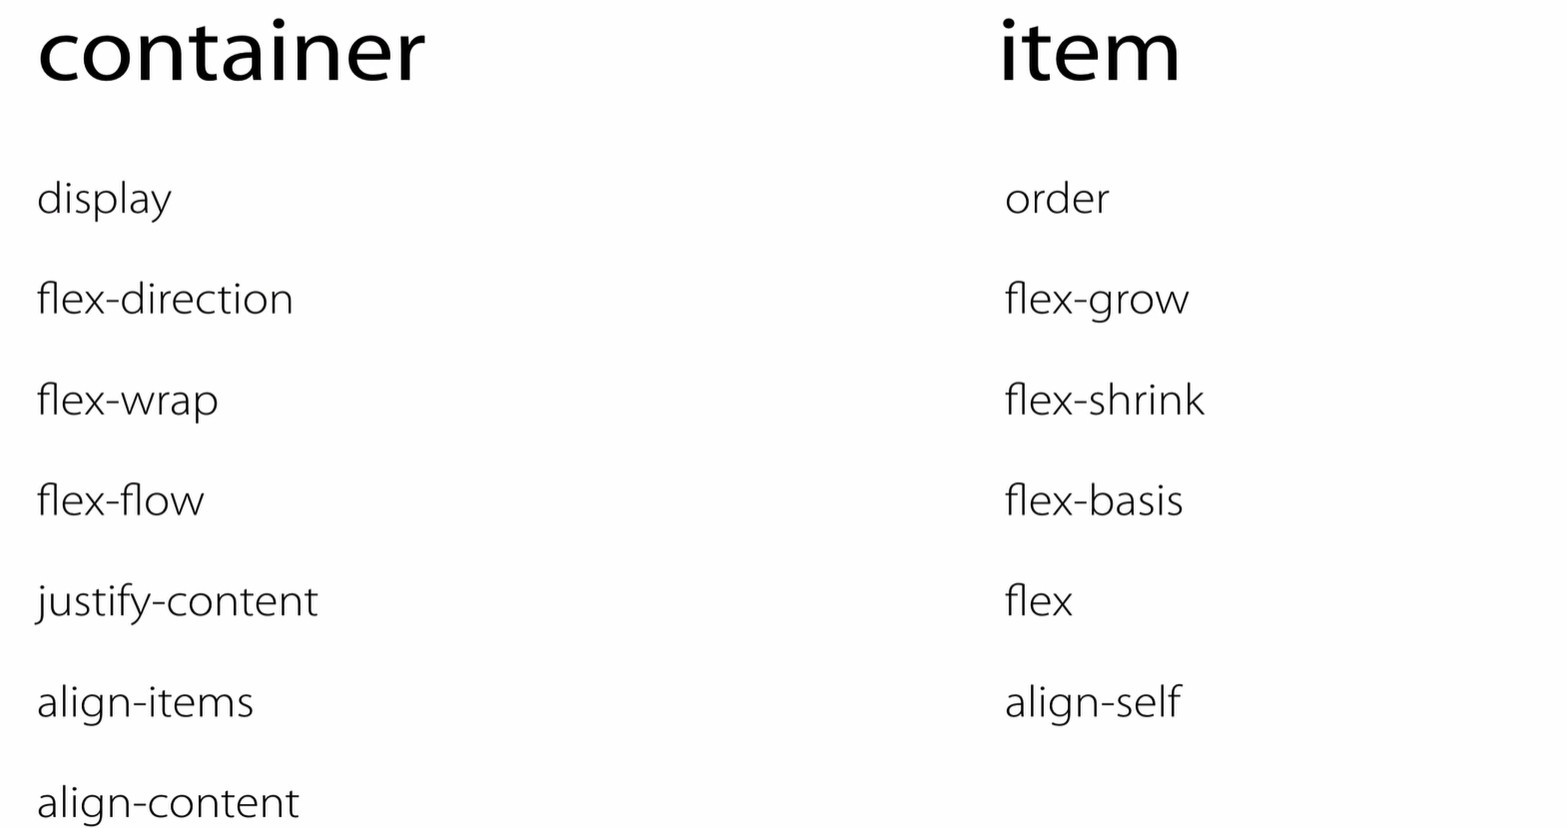 container
display
flex-direction
flex-wrap
flex-flow
justify-content
align-items
align-content
item
order
flex-grow
flex-shrink
flex-basis
flex
align-self